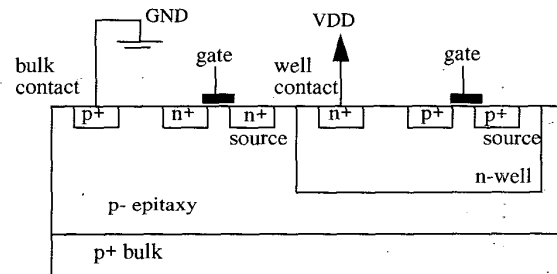 GND
VDD
gate
gate
bulk
contact
well
contact
p+
n+
n+
n+
p+
p+
source
source
n-well
p- epitaxy
p+ bulk